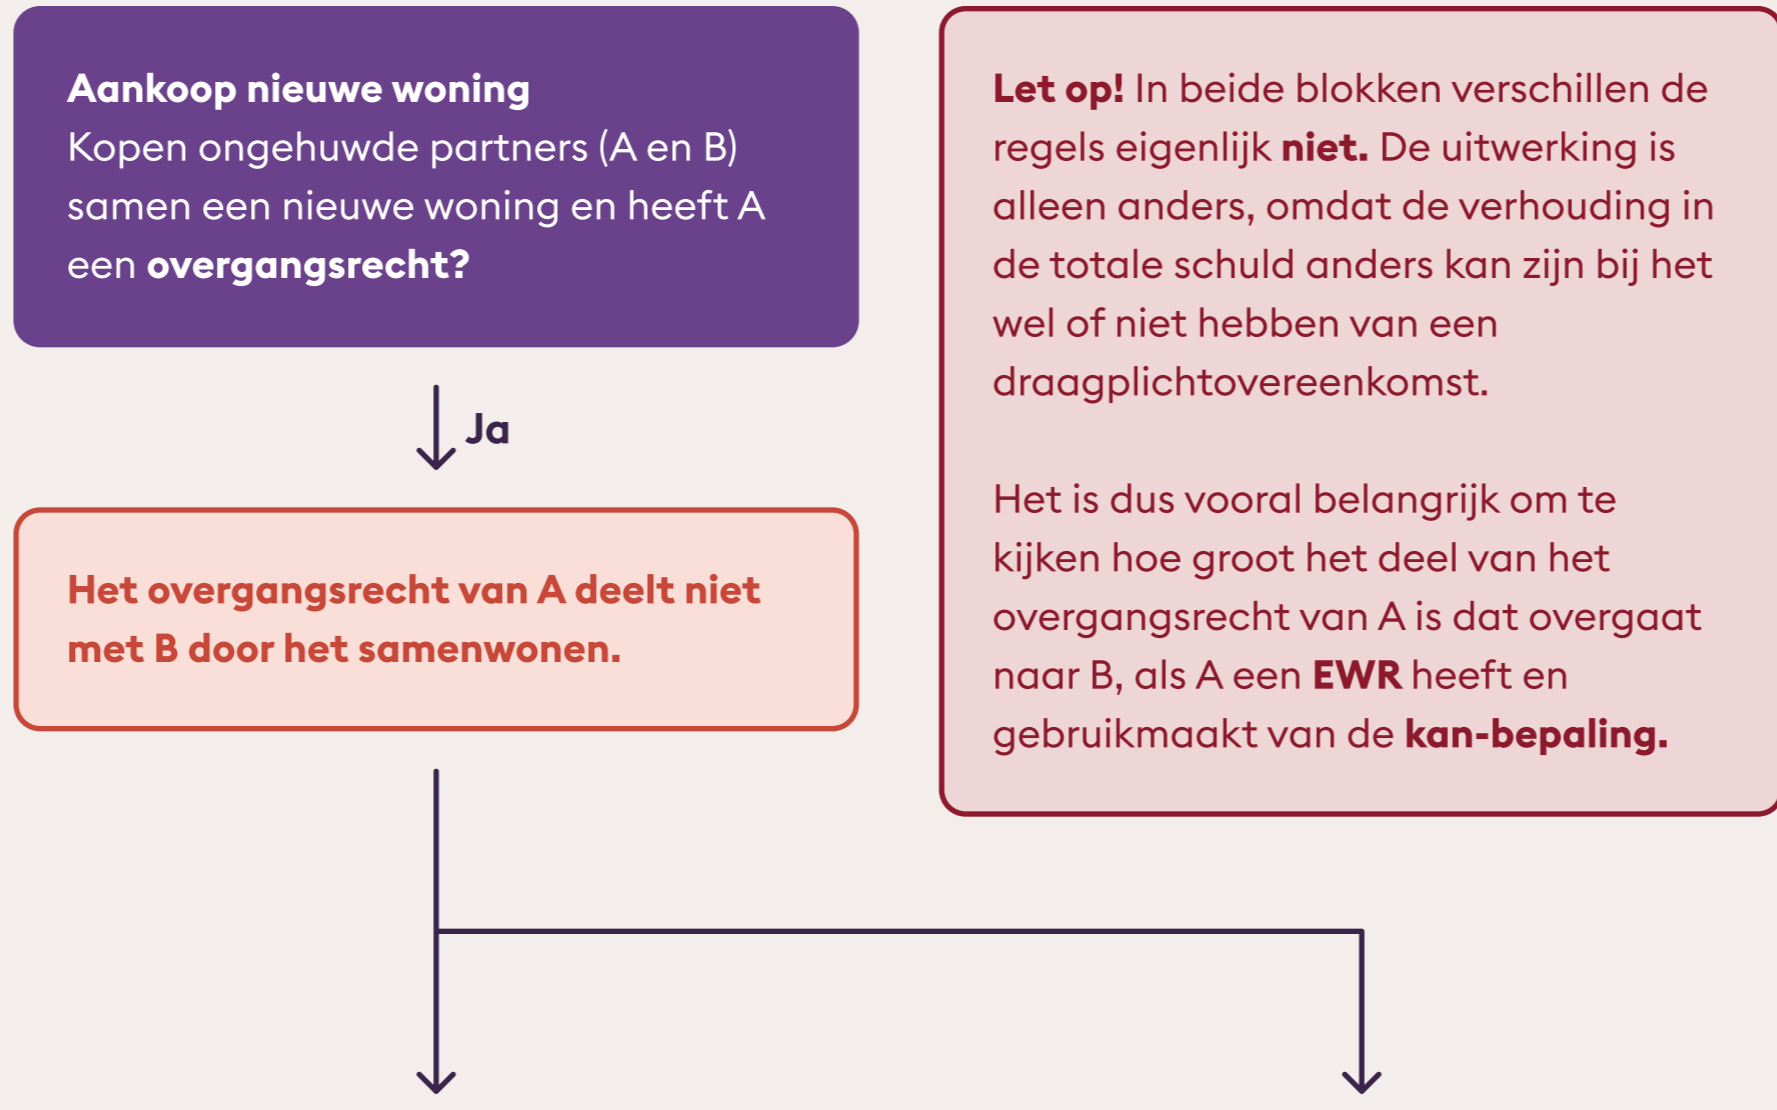 Aankoop nieuwe woning
Kopen ongehuwde partners (A en B)
samen een nieuwe woning en heeft A
een overgangsrecht?
Ja
Het overgangsrecht van A deelt niet
met B door het samenwonen.
Let op! In beide blokken verschillen de
regels eigenlijk niet. De uitwerking is
alleen anders, omdat de verhouding in
de totale schuld anders kan zijn bij het
wel of niet hebben van een
draagplichtovereenkomst.
Het is dus vooral belangrijk om te
kijken hoe groot het deel van het
overgangsrecht van A is dat overgaat
naar B, als A een EWR heeft en
gebruikmaakt van de kan-bepaling.